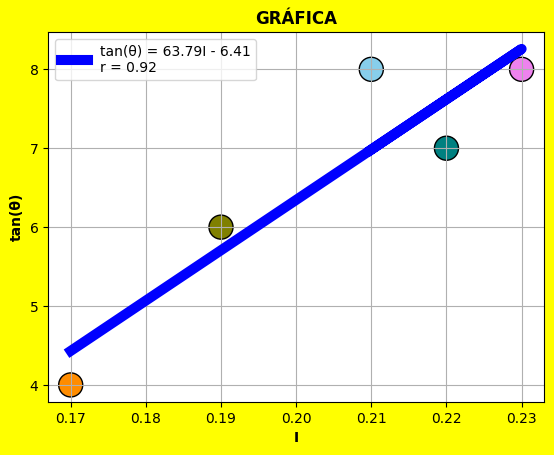 GRÁFICA
tan(θ) = 63.79I - 6.41
r = 0.92
8
7
6
5
4
tan(θ)
0.17 0.18 0.19 0.20 0.21 0.22 0.23
I